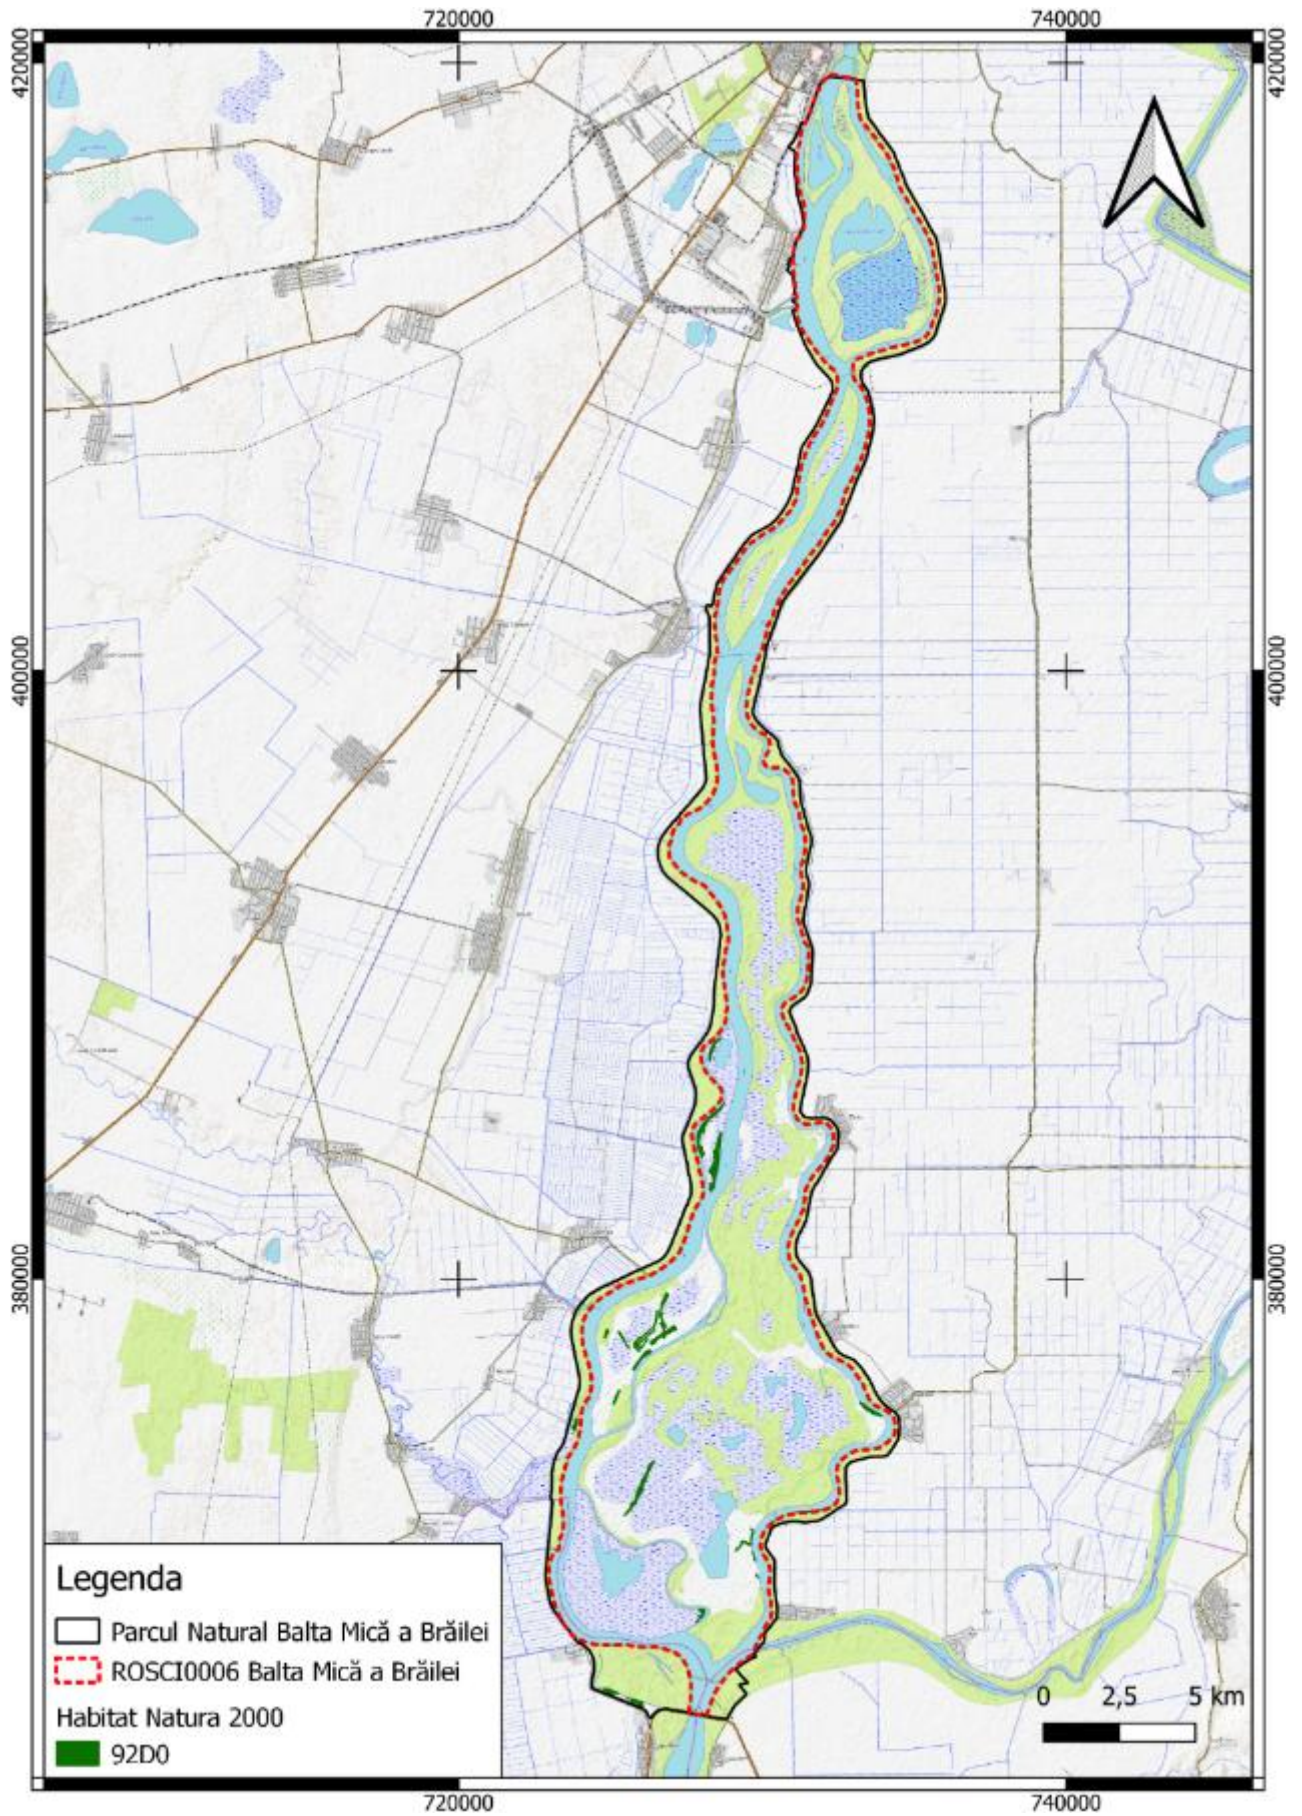 720000 740000
420000 420000
400000 400000
380000 380000
Legenda
Parcul Natural Balta Mică a Brăilei
ROSCI0006 Balta Mică a Brăilei
Habitat Natura 2000
92D0
0 2,5 5 km
720000 740000